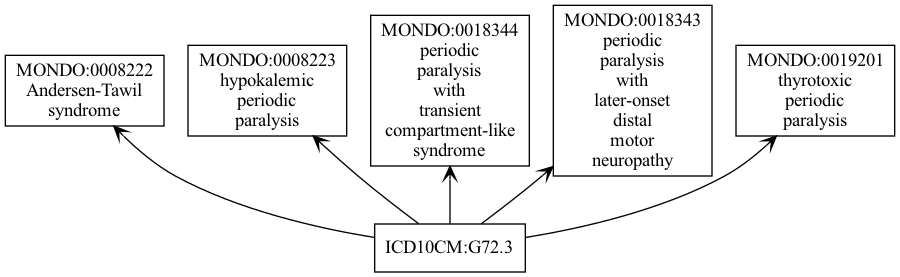 MONDO:0008222
Andersen-Tawil
syndrome
MONDO:0008223
hypokalemic
periodic
paralysis
MONDO:0018344
periodic
paralysis
with
transient
compartment-like
syndrome
MONDO:0018343
periodic
paralysis
with
later-onset
distal
motor
neuropathy
MONDO:0019201
thyrotoxic
periodic
paralysis
ICD10CM:G72.3